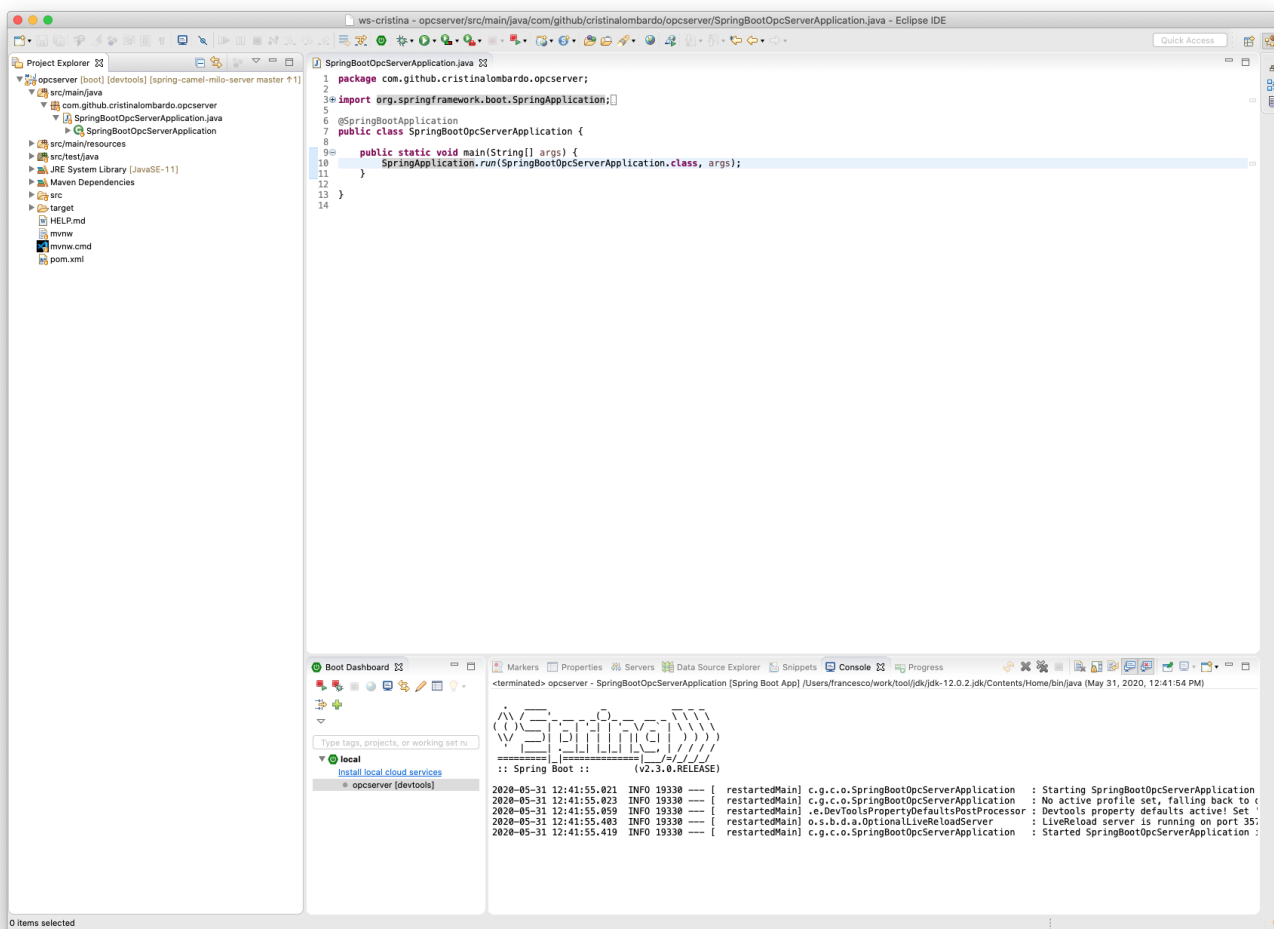 ws-cristina - opcserver/src/main/java/com/github/cristinalombardo/opcserver/SpringBootOpcServerApplication.java - Eclipse IDE
Quick Access
Project Explorer
opcserver [boot] [devtools] [spring-camel-milo-server master ↑1]
src/main/java
com.github.cristinalombardo.opcserver
SpringBootOpcServerApplication.java
SpringBootOpcServerApplication
src/main/resources
src/test/java
JRE System Library [JavaSE-11]
Maven Dependencies
src
target
HELP.md
mvnw
mvnw.cmd
pom.xml
SpringBootOpcServerApplication.java
1 package com.github.cristinalombardo.opcserver;
2
3 import org.springframework.boot.SpringApplication;
5
6 @SpringBootApplication
7 public class SpringBootOpcServerApplication {
8
9 public static void main(String[] args) {
10 SpringApplication.run(SpringBootOpcServerApplication.class, args);
11 }
12
13 }
14
Boot Dashboard
Type tags, projects, or working set
local
Install local cloud services
opcserver [devtools]
Markers Properties Servers Data Source Explorer Snippets Console Progress
<terminated> opcserver - SpringBootOpcServerApplication [Spring Boot App] /Users/francesco/work/tool/jdk/jdk-12.0.2.jdk/Contents/Home/bin/java (May 31, 2020, 12:41:54 PM)
:: Spring Boot :: (v2.3.0.RELEASE)
2020-05-31 12:41:55.021 INFO 19330 --- [ restartedMain] c.g.c.o.SpringBootOpcServerApplication : Starting SpringBootOpcServerApplication
2020-05-31 12:41:55.023 INFO 19330 --- [ restartedMain] c.g.c.o.SpringBootOpcServerApplication : No active profile set, falling back to
2020-05-31 12:41:55.059 INFO 19330 --- [ restartedMain] .e.DevToolsPropertyDefaultsPostProcessor : Devtools property defaults active! Set
2020-05-31 12:41:55.403 INFO 19330 --- [ restartedMain] o.s.b.d.a.OptionalLiveReloadServer : LiveReload server is running on port 357
2020-05-31 12:41:55.419 INFO 19330 --- [ restartedMain] c.g.c.o.SpringBootOpcServerApplication : Started SpringBootOpcServerApplication
0 items selected